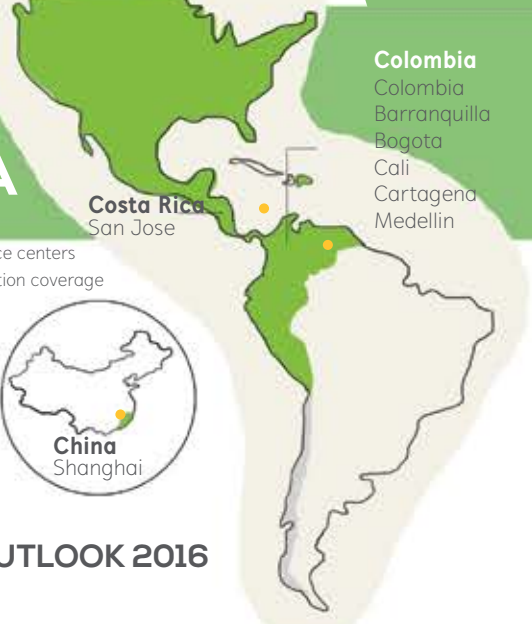 Colombia
Colombia
Barranquilla
Bogota
Cali
Cartagena
Medellin
A
Costa Rica
San Jose
ce centers
tion coverage
China
Shanghai
UTLOOK 2016